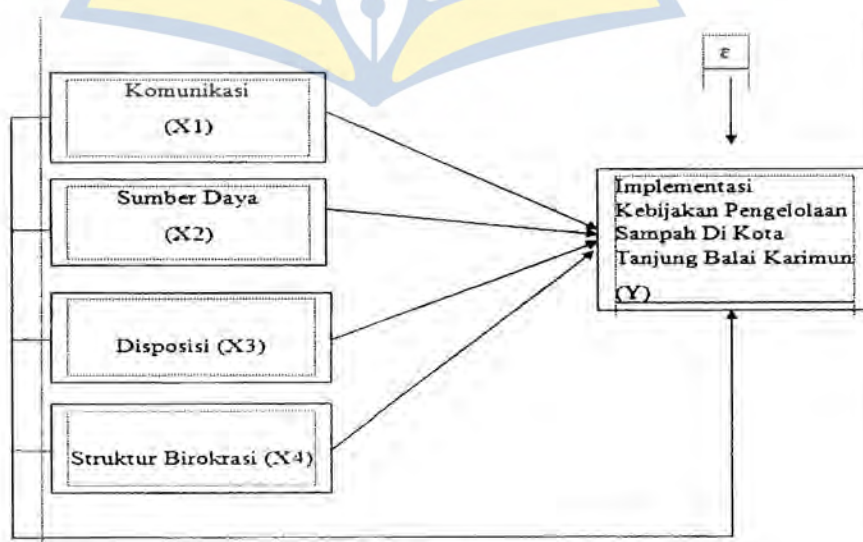 ε
Komunikasi
(X1)
Sumber Daya
(X2)
Disposisi (X3)
Struktur Birokrasi (X4)
Implementasi
Kebijakan Pengelolaan
Sampah Di Kota
Tanjung Balai Karimun
(Y)